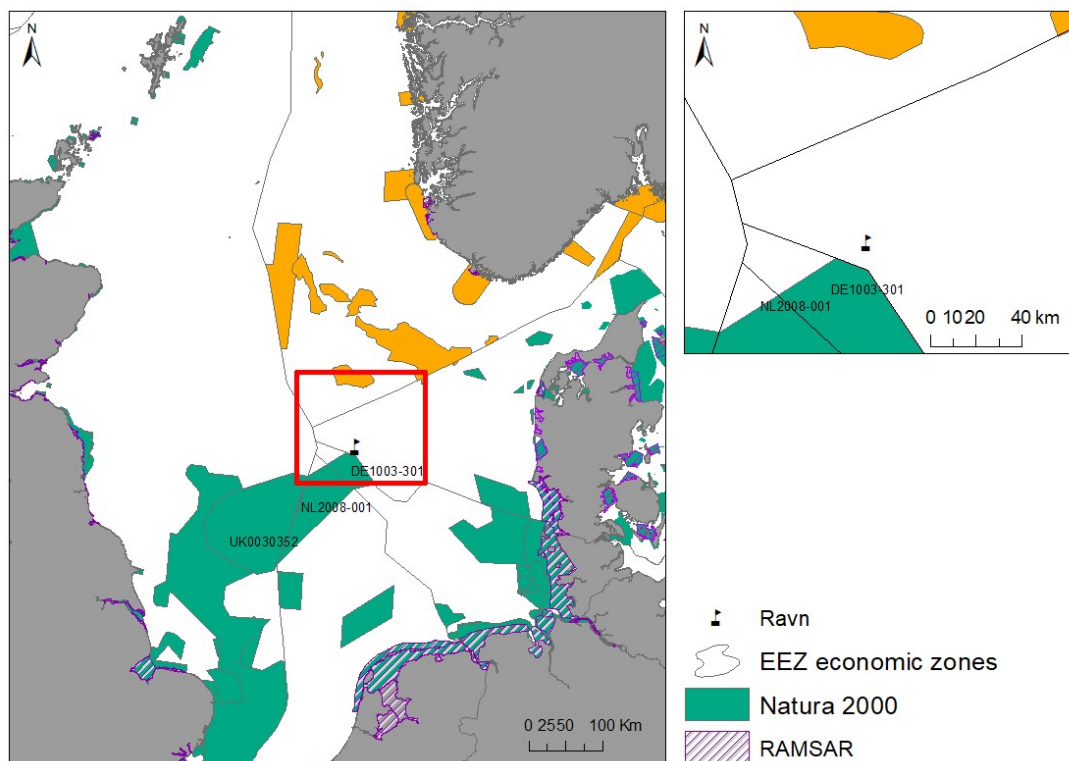 N
DE1003-301
NL2008-001
UK0030352
0 2550 100 Km
N
DE1003-301
NL2008-001
0 1020 40 km
Ravn
EEZ economic zones
Natura 2000
RAMSAR